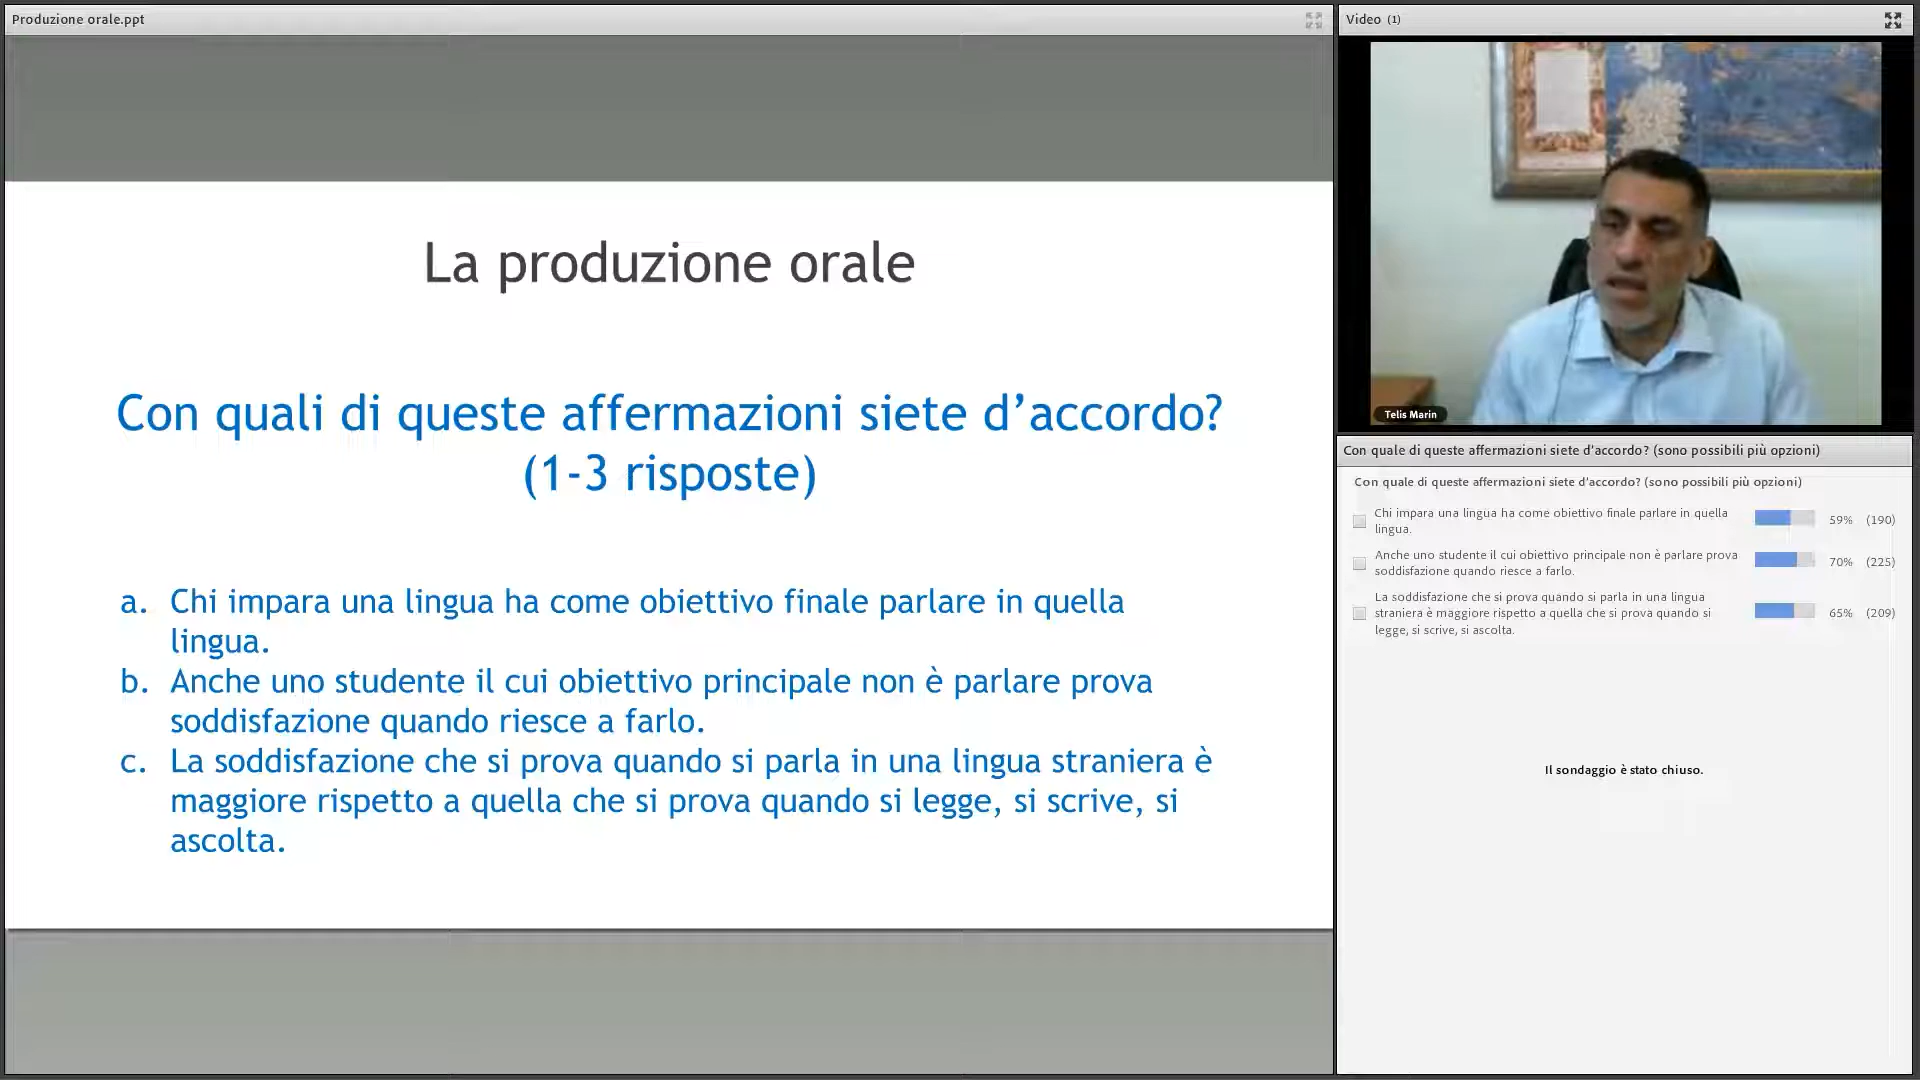 Produzione orale.ppt
La produzione orale
Con quali di queste affermazioni siete d’accordo?
(1-3 risposte)
a. Chi impara una lingua ha come obiettivo finale parlare in quella
lingua.
b. Anche uno studente il cui obiettivo principale non è parlare prova
soddisfazione quando riesce a farlo.
c. La soddisfazione che si prova quando si parla in una lingua straniera è
maggiore rispetto a quella che si prova quando si legge, si scrive, si
ascolta.
Video (1)
Telis Marin
Con quale di queste affermazioni siete d'accordo? (sono possibili più opzioni)
Con quale di queste affermazioni siete d'accordo? (sono possibili più opzioni)
Chi impara una lingua ha come obiettivo finale parlare in quella
lingua.
59% (190)
Anche uno studente il cui obiettivo principale non è parlare prova
soddisfazione quando riesce a farlo.
70% (225)
La soddisfazione che si prova quando si parla in una lingua
straniera è maggiore rispetto a quella che si prova quando si
legge, si scrive, si ascolta.
65% (209)
Il sondaggio è stato chiuso.